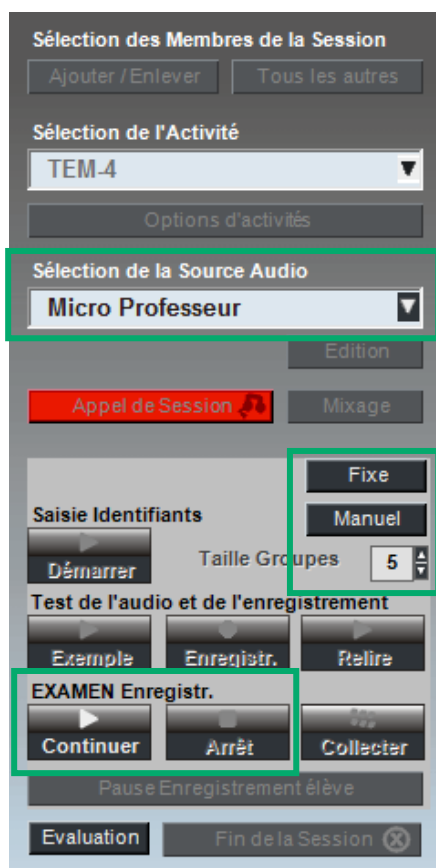 Sélection des Membres de la Session
Ajouter / Enlever Tous les autres
Sélection de l'Activité
TEM-4
Options d'activités
Sélection de la Source Audio
Micro Professeur
Edition
Appel de Session Mixage
Fixe
Saisie Identifiants Manuel
Démarrer Taille Groupes 5
Test de l'audio et de l'enregistrement
Exemple Enregistr. Relire
EXAMEN Enregistr.
Continuer Arrêt Collecter
Pause Enregistrement élève
Evaluation Fin de la Session